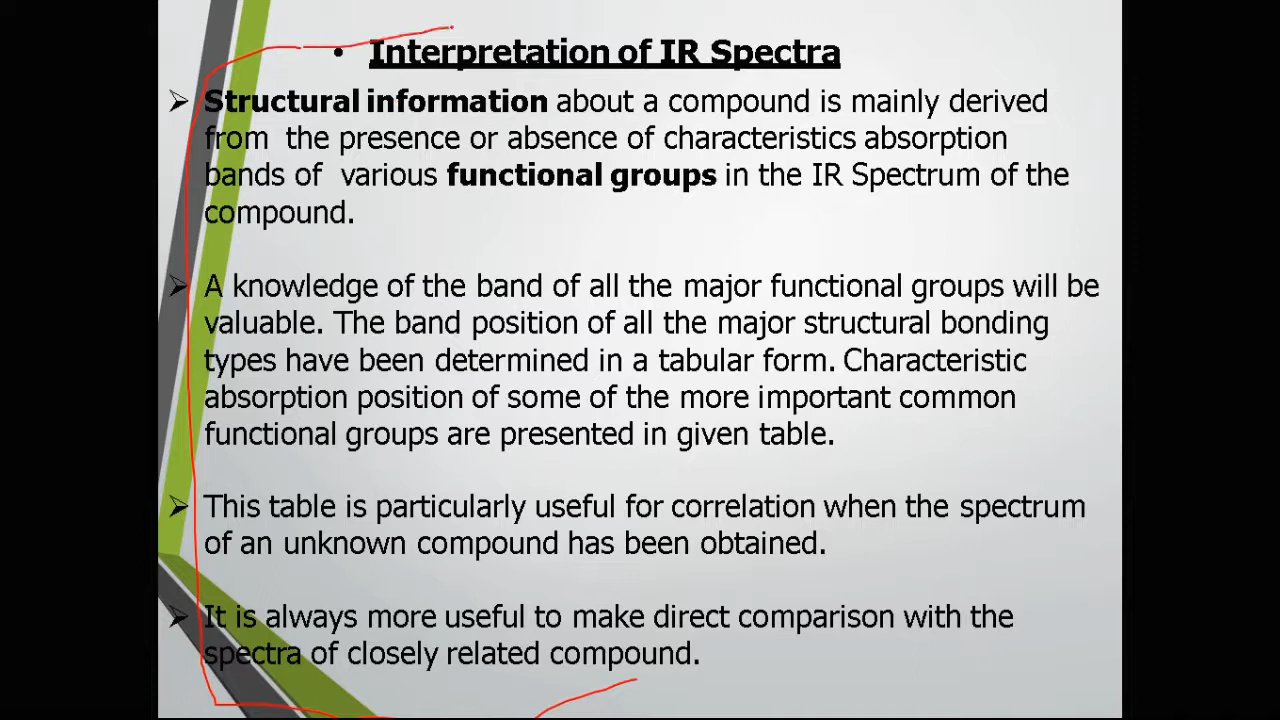 • Interpretation of IR Spectra
➢ Structural information about a compound is mainly derived
from the presence or absence of characteristics absorption
bands of various functional groups in the IR Spectrum of the
compound.
➢ A knowledge of the band of all the major functional groups will be
valuable. The band position of all the major structural bonding
types have been determined in a tabular form. Characteristic
absorption position of some of the more important common
functional groups are presented in given table.
➢ This table is particularly useful for correlation when the spectrum
of an unknown compound has been obtained.
➢ It is always more useful to make direct comparison with the
spectra of closely related compound.